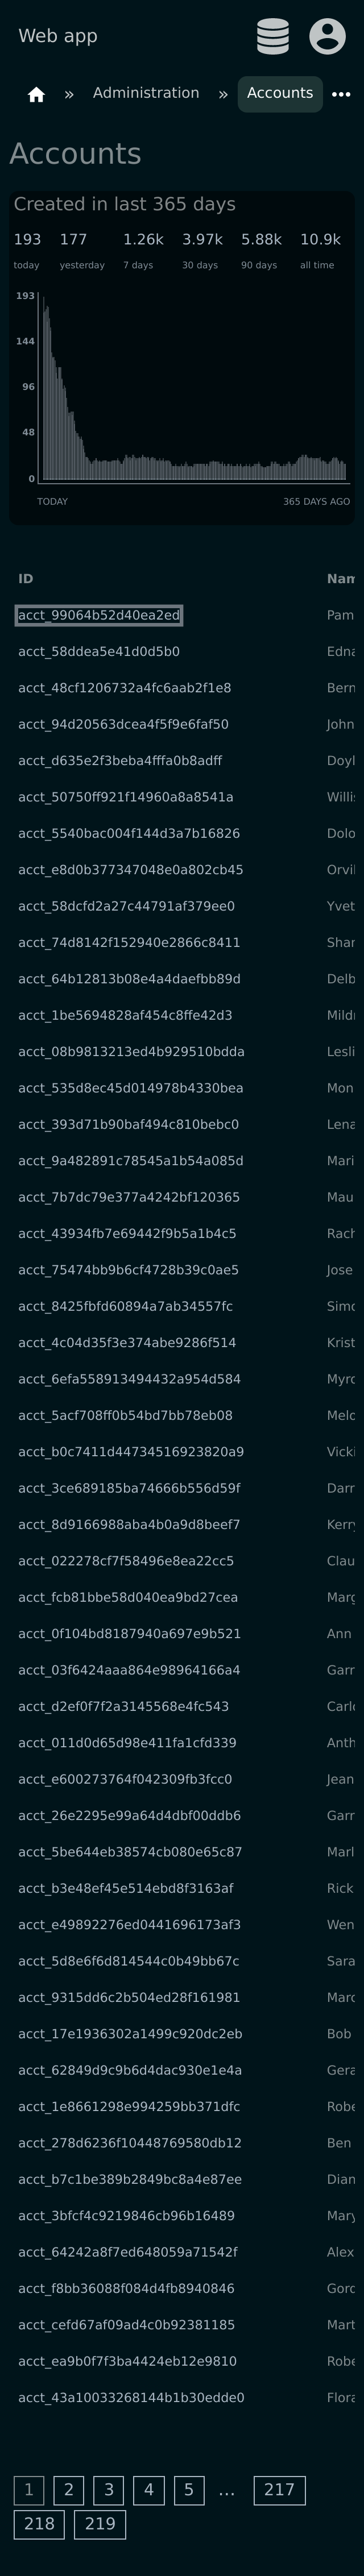 Web app
» Administration » Accounts
Accounts
Created in last 365 days
193 177 1.26k 3.97k 5.88k 10.9k
today yesterday 7 days 30 days 90 days all time
193
144
96
48
0
TODAY 365 DAYS AGO
ID Nam
acct_99064b52d40ea2ed Pam
acct_58ddea5e41d0d5b0 Edna
acct_48cf1206732a4fc6aab2f1e8 Bern
acct_94d20563dcea4f5f9e6faf50 John
acct_d635e2f3beba4fffa0b8adff Doyl
acct_50750ff921f14960a8a8541a Willi
acct_5540bac004f144d3a7b16826 Dolo
acct_e8d0b377347048e0a802cb45 Orvil
acct_58dcfd2a27c44791af379ee0 Yvet
acct_74d8142f152940e2866c8411 Shar
acct_64b12813b08e4a4daefbb89d Delb
acct_1be5694828af454c8ffe42d3 Mild
acct_08b9813213ed4b929510bdda Lesli
acct_535d8ec45d014978b4330bea Mon
acct_393d71b90baf494c810bebc0 Lena
acct_9a482891c78545a1b54a085d Mari
acct_7b7dc79e377a4242bf120365 Mau
acct_43934fb7e69442f9b5a1b4c5 Rach
acct_75474bb9b6cf4728b39c0ae5 Jose
acct_8425fbfd60894a7ab34557fc Simo
acct_4c04d35f3e374abe9286f514 Krist
acct_6efa558913494432a954d584 Myro
acct_5acf708ff0b54bd7bb78eb08 Melo
acct_b0c7411d44734516923820a9 Vicki
acct_3ce689185ba74666b556d59f Darr
acct_8d9166988aba4b0a9d8beef7 Kerry
acct_022278cf7f58496e8ea22cc5 Clau
acct_fcb81bbe58d040ea9bd27cea Marg
acct_0f104bd8187940a697e9b521 Ann
acct_03f6424aaa864e98964166a4 Garr
acct_d2ef0f7f2a3145568e4fc543 Carlo
acct_011d0d65d98e411fa1cfd339 Anth
acct_e600273764f042309fb3fcc0 Jean
acct_26e2295e99a64d4dbf00ddb6 Garr
acct_5be644eb38574cb080e65c87 Marl
acct_b3e48ef45e514ebd8f3163af Rick
acct_e49892276ed0441696173af3 Wen
acct_5d8e6f6d814544c0b49bb67c Sara
acct_9315dd6c2b504ed28f161981 Marc
acct_17e1936302a1499c920dc2eb Bob
acct_62849d9c9b6d4dac930e1e4a Gera
acct_1e8661298e994259bb371dfc Robe
acct_278d6236f10448769580db12 Ben
acct_b7c1be389b2849bc8a4e87ee Dian
acct_3bfcf4c9219846cb96b16489 Mary
acct_64242a8f7ed648059a71542f Alex
acct_f8bb36088f084d4fb8940846 Gord
acct_cefd67af09ad4c0b92381185 Mart
acct_ea9b0f7f3ba4424eb12e9810 Robe
acct_43a10033268144b1b30edde0 Flora
1 2 3 4 5 … 217
218 219